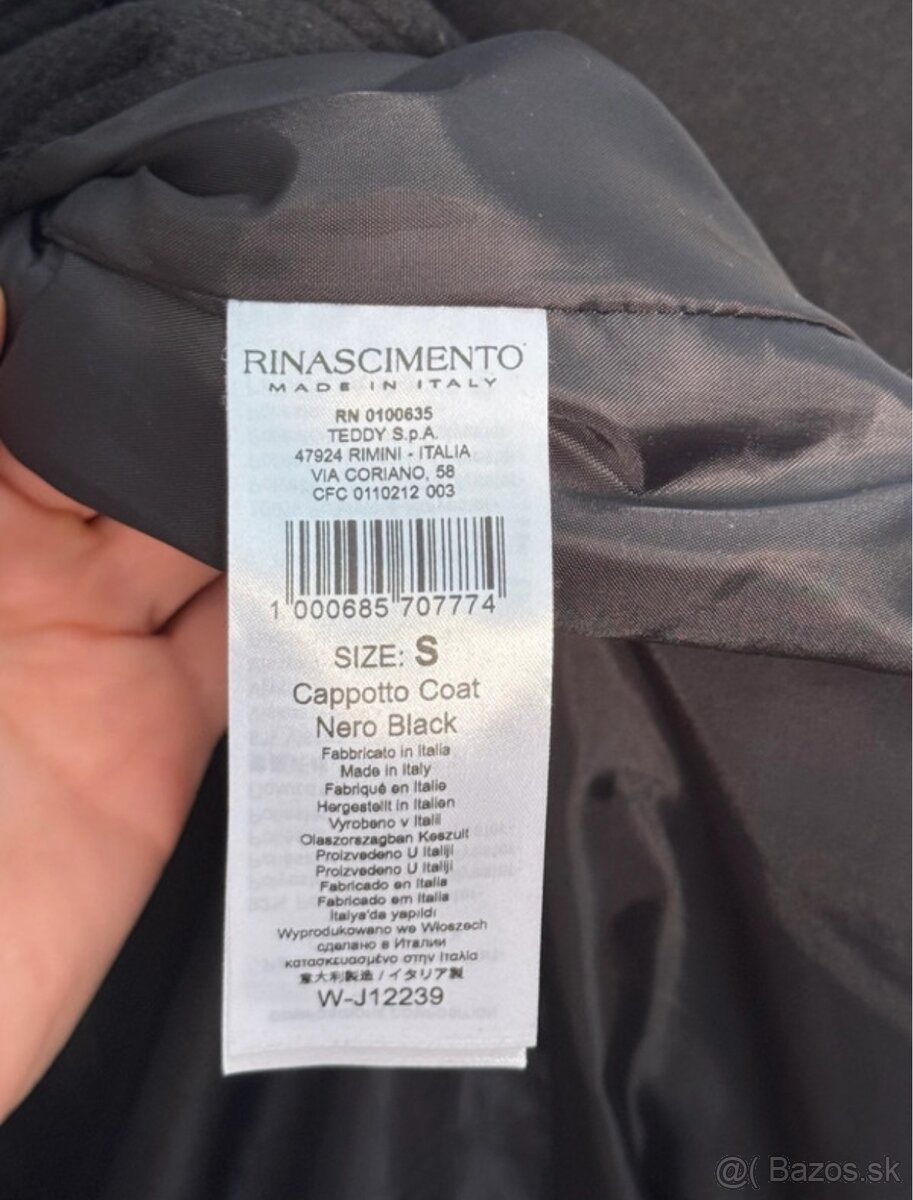 RINASCIMENTO
MADE IN ITALY
RN 0100635
TEDDY S.p.A.
47924 RIMINI - ITALIA
VIA CORIANO, 58
CFC 0110212 003
1 000685 707774
SIZE: S
Cappotto Coat
Nero Black
Fabbricato in Italia
Made in Italy
Fabriqué en Italie
Hergestellt in Italien
Vyrobeno v Italii
Olaszorszagban Keszult
Proizvedeno U Italiji
Proizvedeno U Italiji
Fabricado en Italia
Fabricado em Italia
İtalya'da yapıldı
Wyprodukowano we Włoszech
сделано в Италии
κατασκευασμένο στην Ιταλία
意大利製造 / イタリア製
W-J12239
@( Bazos.sk